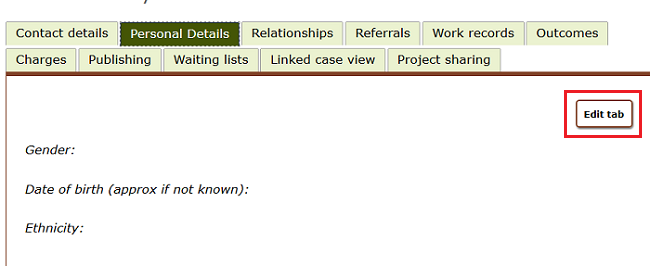 Contact details Personal Details Relationships Referrals Work records Outcomes
Charges Publishing Waiting lists Linked case view Project sharing
Edit tab
Gender:
Date of birth (approx if not known):
Ethnicity: